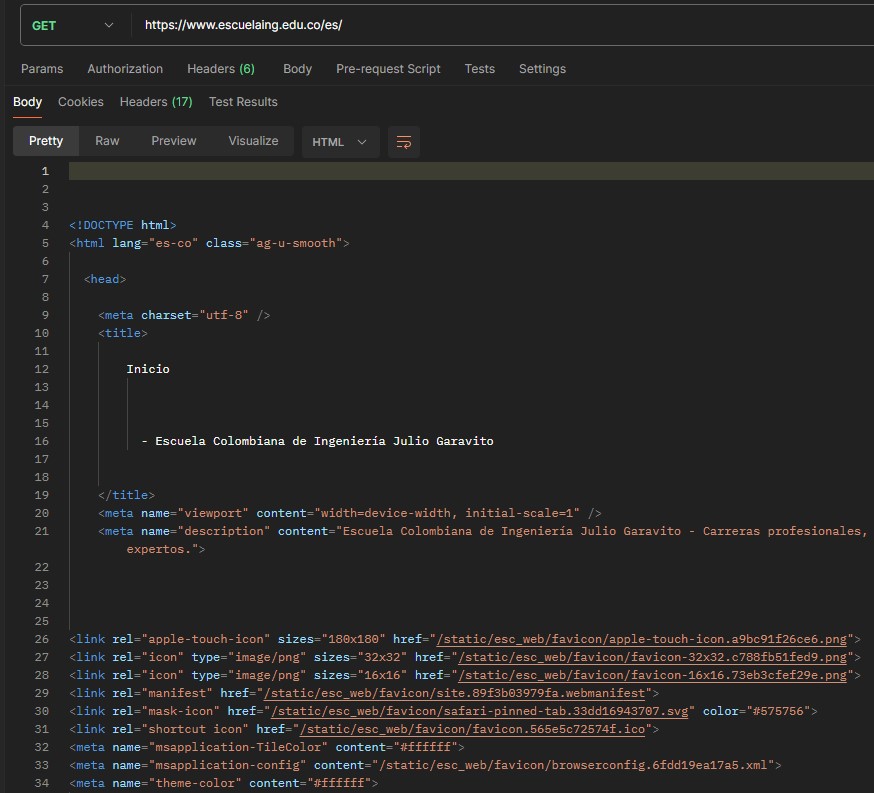 GET https://www.escuelaing.edu.co/es/
Params Authorization Headers (6) Body Pre-request Script Tests Settings
Body Cookies Headers (17) Test Results
Pretty Raw Preview Visualize HTML
1
2
3
4 <!DOCTYPE html>
5 <html lang="es-co" class="ag-u-smooth">
6
7 <head>
8
9 <meta charset="utf-8" />
10 <title>
11
12 Inicio
13
14
15
16 - Escuela Colombiana de Ingeniería Julio Garavito
17
18
19 </title>
20 <meta name="viewport" content="width=device-width, initial-scale=1" />
21 <meta name="description" content="Escuela Colombiana de Ingeniería Julio Garavito - Carreras profesionales,
expertos.">
22
23
24
25
26 <link rel="apple-touch-icon" sizes="180x180" href="/static/esc_web/favicon/apple-touch-icon.a9bc91f26ce6.png">
27 <link rel="icon" type="image/png" sizes="32x32" href="/static/esc_web/favicon/favicon-32x32.c788fb51fed9.png">
28 <link rel="icon" type="image/png" sizes="16x16" href="/static/esc_web/favicon/favicon-16x16.73eb3cfef29e.png">
29 <link rel="manifest" href="/static/esc_web/favicon/site.89f3b03979fa.webmanifest">
30 <link rel="mask-icon" href="/static/esc_web/favicon/safari-pinned-tab.33dd16943707.svg" color="#575756">
31 <link rel="shortcut icon" href="/static/esc_web/favicon/favicon.565e5c72574f.ico">
32 <meta name="msapplication-TileColor" content="#ffffff">
33 <meta name="msapplication-config" content="/static/esc_web/favicon/browserconfig.6fdd19ea17a5.xml">
34 <meta name="theme-color" content="#ffffff">